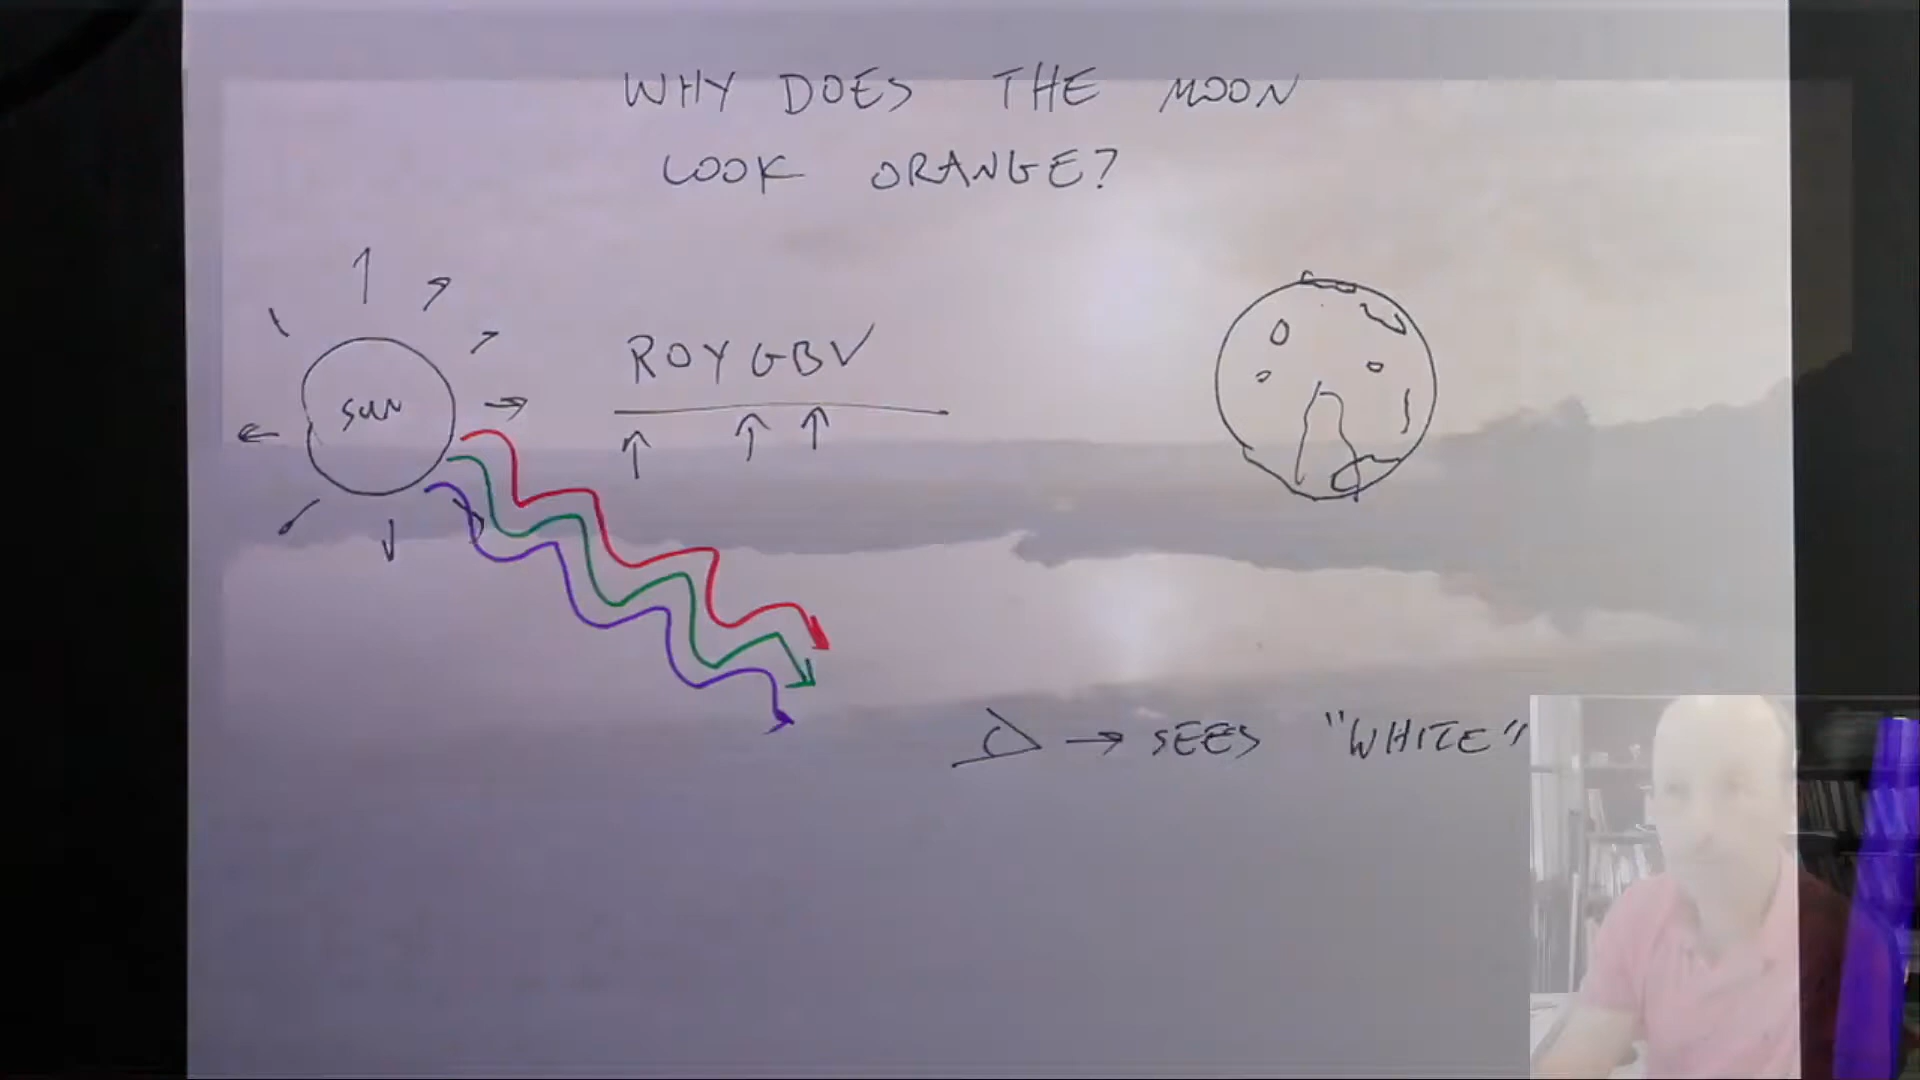 WHY DOES THE MOON
LOOK ORANGE?
SUN
ROYGBV
→ SEES "WHITE"